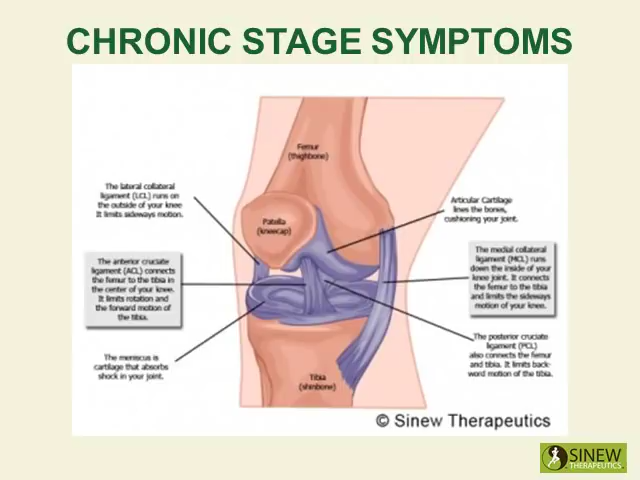 CHRONIC STAGE SYMPTOMS
Femur
(thighbone)
The lateral collateral
ligament (LCL) runs on
the outside of your knee
It limits sideways motion.
Patella
(kneecap)
Articular Cartilage
lines the bones,
cushioning your joint.
The anterior cruciate
ligament (ACL) connects
the femur to the tibia in
the center of your knee.
It limits rotation and
the forward motion of
the tibia.
The medial collateral
ligament (MCL) runs
down the inside of your
knee joint. It connects
the femur to the tibia
and limits the sideways
motion of your knee.
The meniscus is
cartilage that absorbs
shock in your joint.
The posterior cruciate
ligament (PCL)
also connects the femur
and tibia. It limits back-
word motion of the tibia.
Tibia
(shinbone)
© Sinew Therapeutics
SINEW
THERAPEUTICS